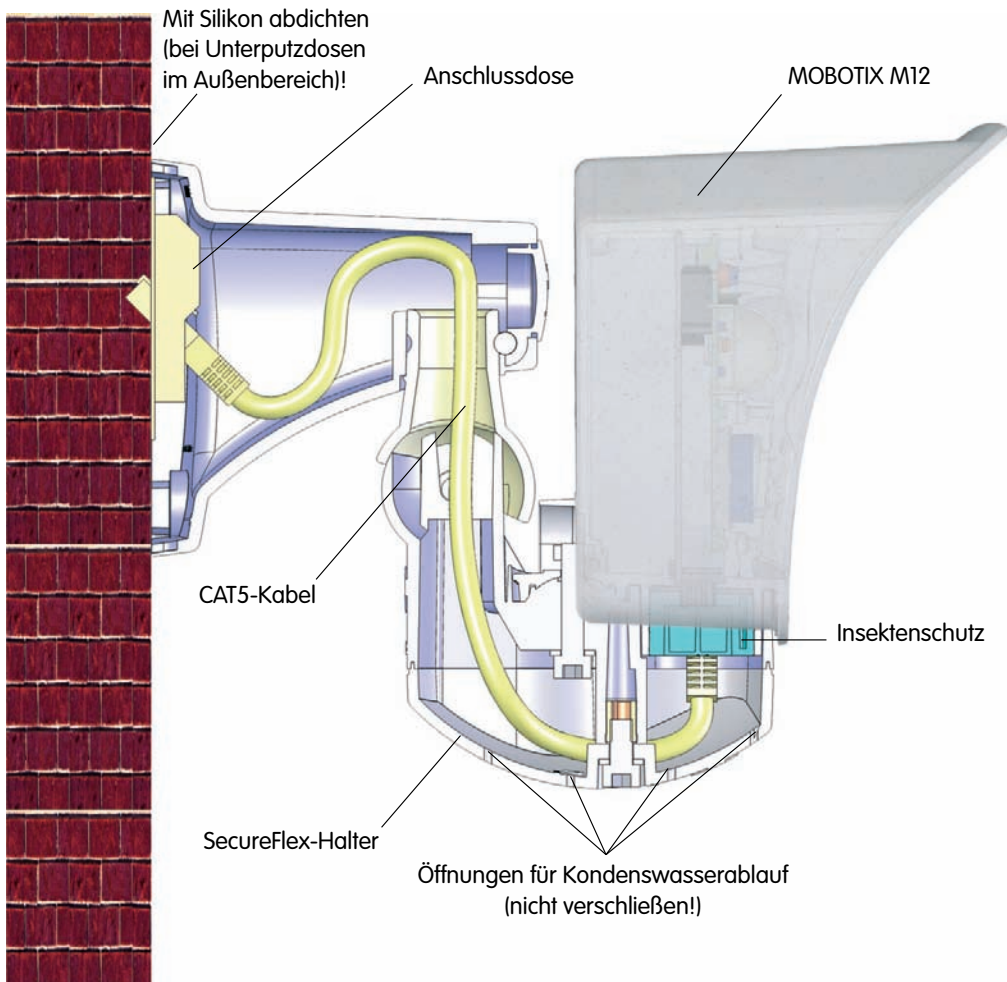 Mit Silikon abdichten
(bei Unterputzdosen
im Außenbereich)!
Anschlussdose
MOBOTIX M12
CAT5-Kabel
Insektenschutz
SecureFlex-Halter
Öffnungen für Kondenswasserablauf
(nicht verschließen!)